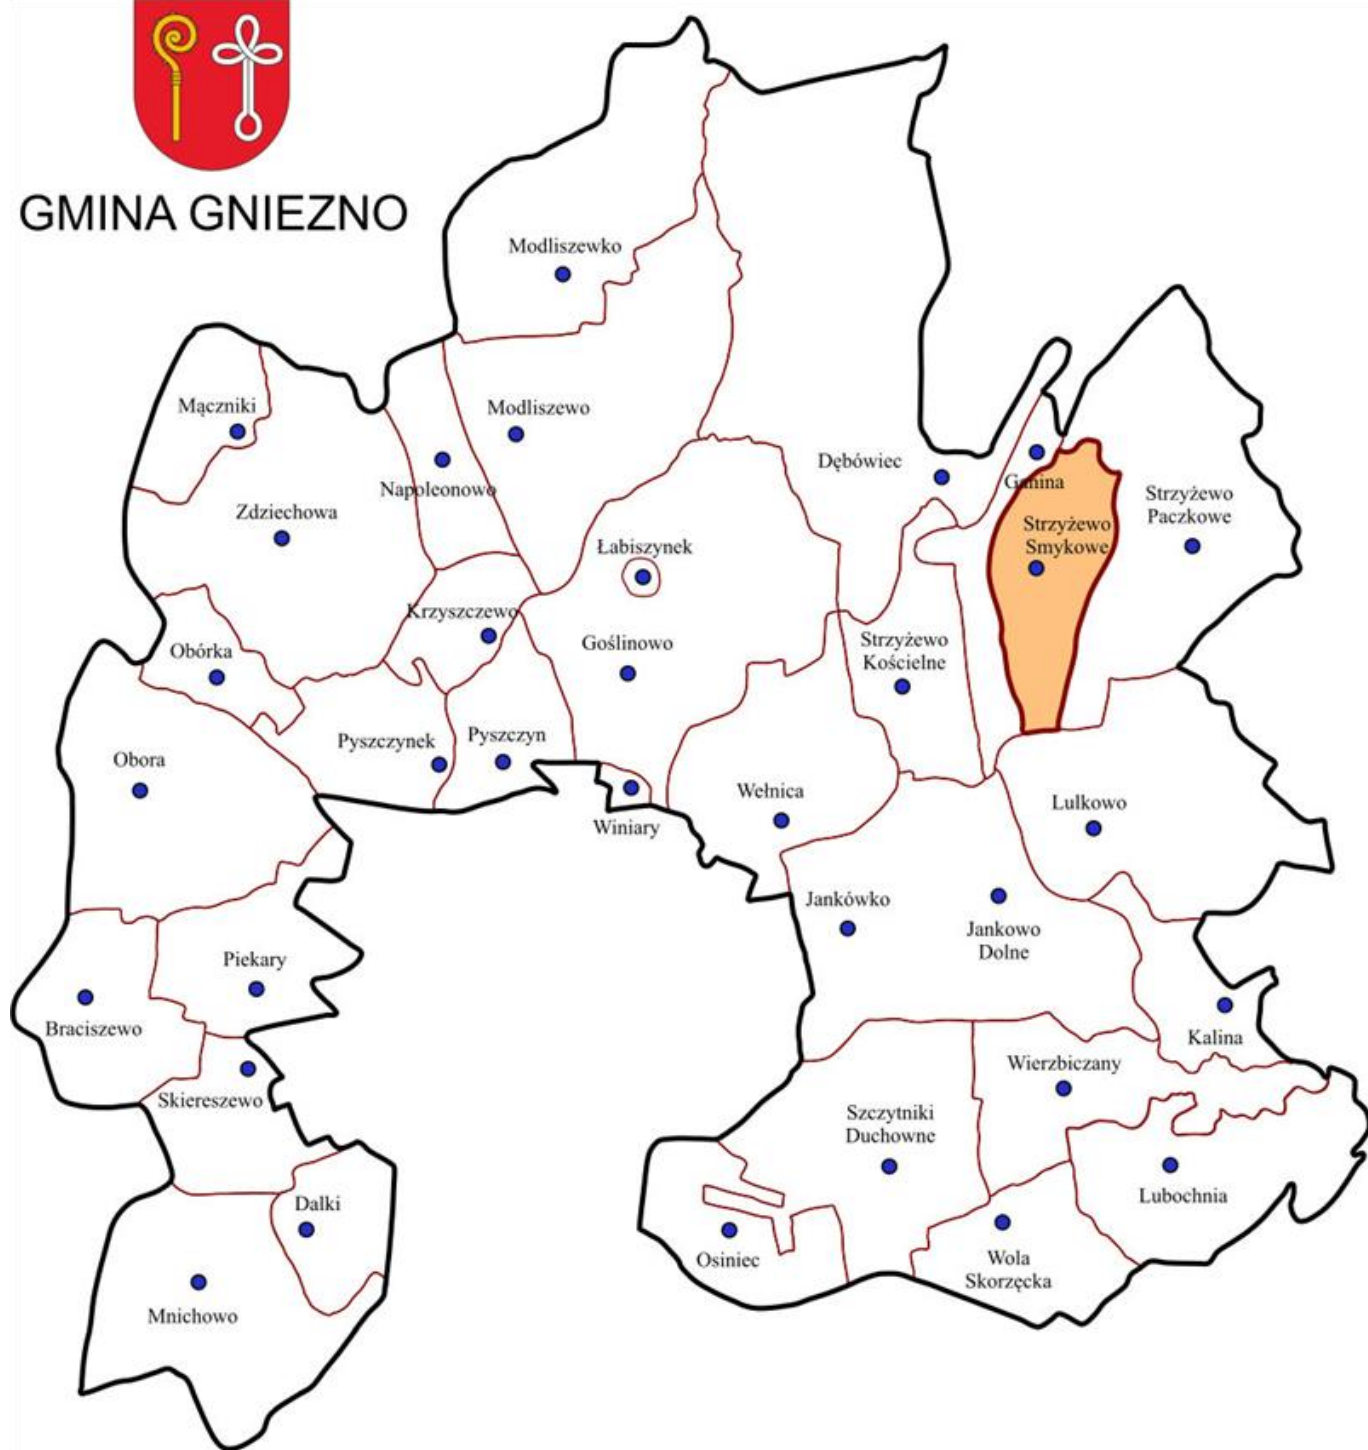 GMINA GNIEZNO
Modliszewko
Mączniki
Modliszewo
Dębówiec
Napoleonowo
Ganina
Strzyżewo
Paczkowe
Zdziechowa
Strzyżewo
Smykowe
Łabiszynek
Krzyszczewo
Obórka
Goślinowo
Strzyżewo
Kościelne
Pyszczynek
Pyszczyn
Obora
Wełnica
Lulkowo
Winiary
Jankówko
Jankowo
Dolne
Piekary
Braciszewo
Kalina
Wierzbiczany
Skiereszewo
Szczytniki
Duchowne
Lubochnia
Dalki
Osiniec
Wola
Skorzęcka
Mnichowo